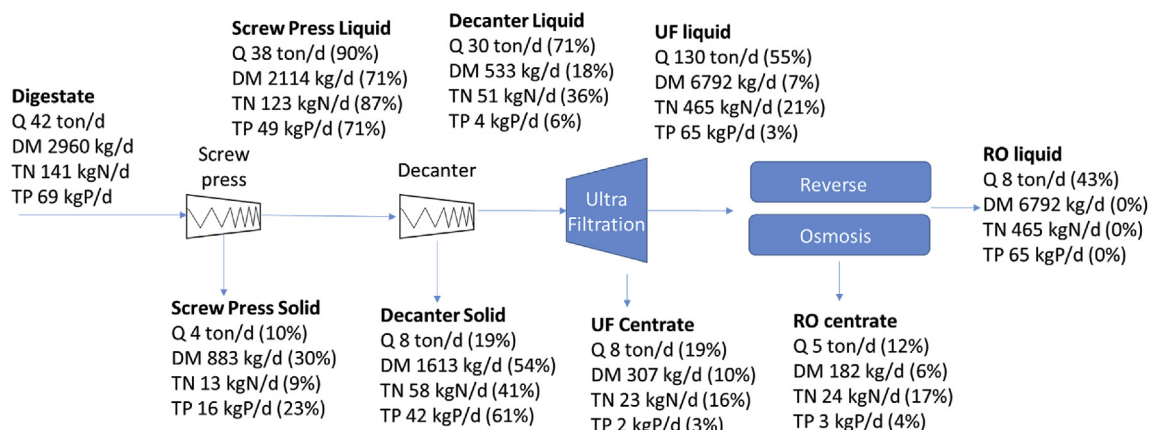 Digestate
Q 42 ton/d
DM 2960 kg/d
TN 141 kgN/d
TP 69 kgP/d
Screw
press
Screw Press Liquid
Q 38 ton/d (90%)
DM 2114 kg/d (71%)
TN 123 kgN/d (87%)
TP 49 kgP/d (71%)
Screw Press Solid
Q 4 ton/d (10%)
DM 883 kg/d (30%)
TN 13 kgN/d (9%)
TP 16 kgP/d (23%)
Decanter
Decanter Liquid
Q 30 ton/d (71%)
DM 533 kg/d (18%)
TN 51 kgN/d (36%)
TP 4 kgP/d (6%)
Decanter Solid
Q 8 ton/d (19%)
DM 1613 kg/d (54%)
TN 58 kgN/d (41%)
TP 42 kgP/d (61%)
Ultra
Filtration
UF liquid
Q 130 ton/d (55%)
DM 6792 kg/d (7%)
TN 465 kgN/d (21%)
TP 65 kgP/d (3%)
UF Centrate
Q 8 ton/d (19%)
DM 307 kg/d (10%)
TN 23 kgN/d (16%)
TP 2 kgP/d (3%)
Reverse
Osmosis
RO centrate
Q 5 ton/d (12%)
DM 182 kg/d (6%)
TN 24 kgN/d (17%)
TP 3 kgP/d (4%)
RO liquid
Q 8 ton/d (43%)
DM 6792 kg/d (0%)
TN 465 kgN/d (0%)
TP 65 kgP/d (0%)